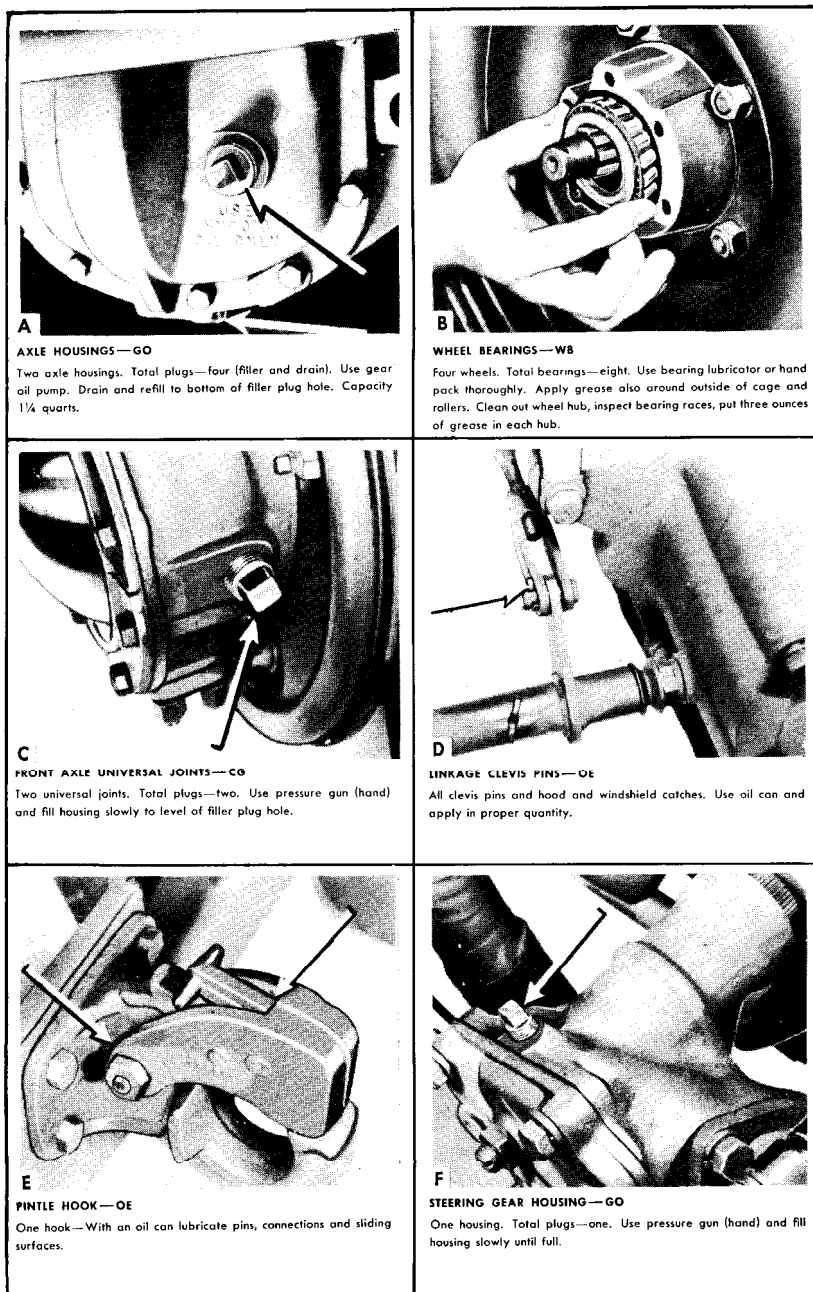 USE
ONLY
A
AXLE HOUSINGS—GO
Two axle housings. Total plugs—four (filler and drain). Use gear
oil pump. Drain and refill to bottom of filler plug hole. Capacity
1¼ quarts.
B
WHEEL BEARINGS—WB
Four wheels. Total bearings—eight. Use bearing lubricator or hand
pack thoroughly. Apply grease also around outside of cage and
rollers. Clean out wheel hub, inspect bearing races, put three ounces
of grease in each hub.
C
FRONT AXLE UNIVERSAL JOINTS—CG
Two universal joints. Total plugs—two. Use pressure gun (hand)
and fill housing slowly to level of filler plug hole.
D
LINKAGE CLEVIS PINS—OE
All clevis pins and hood and windshield catches. Use oil can and
apply in proper quantity.
E
PINTLE HOOK—OE
One hook—With an oil can lubricate pins, connections and sliding
surfaces.
F
STEERING GEAR HOUSING—GO
One housing. Total plugs—one. Use pressure gun (hand) and fill
housing slowly until full.